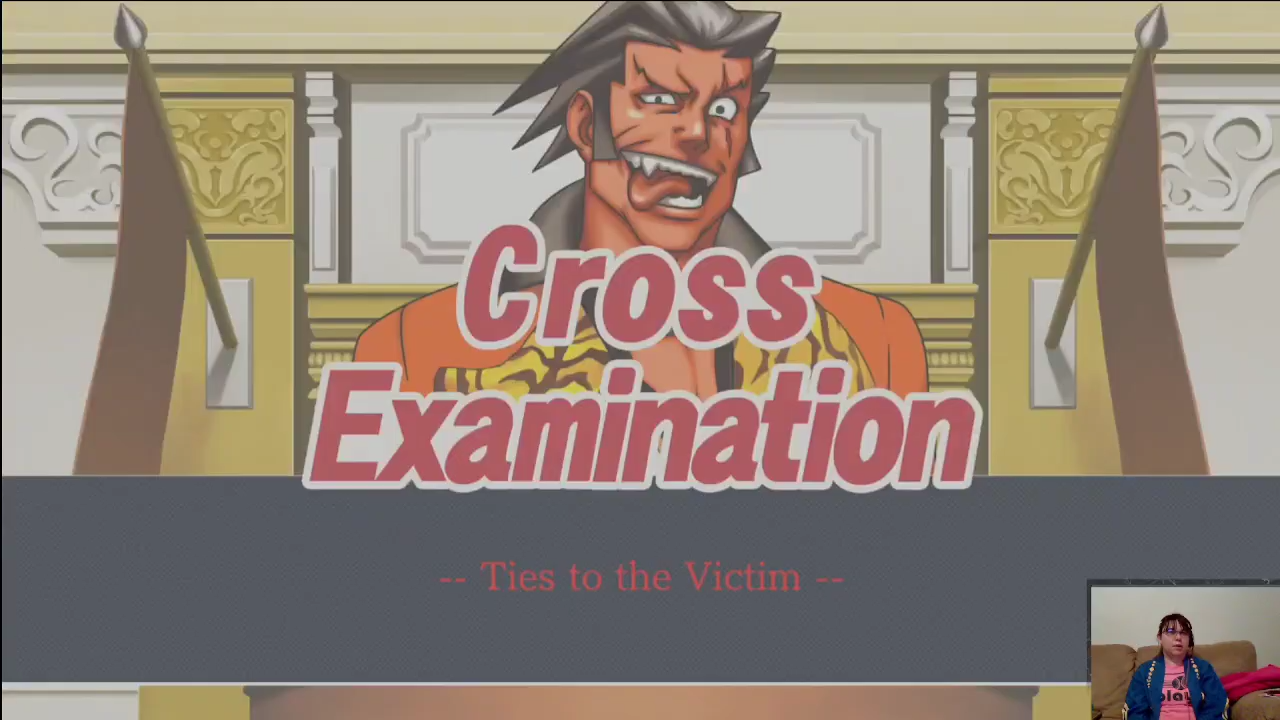 Cross
Examination
-- Ties to the Victim --